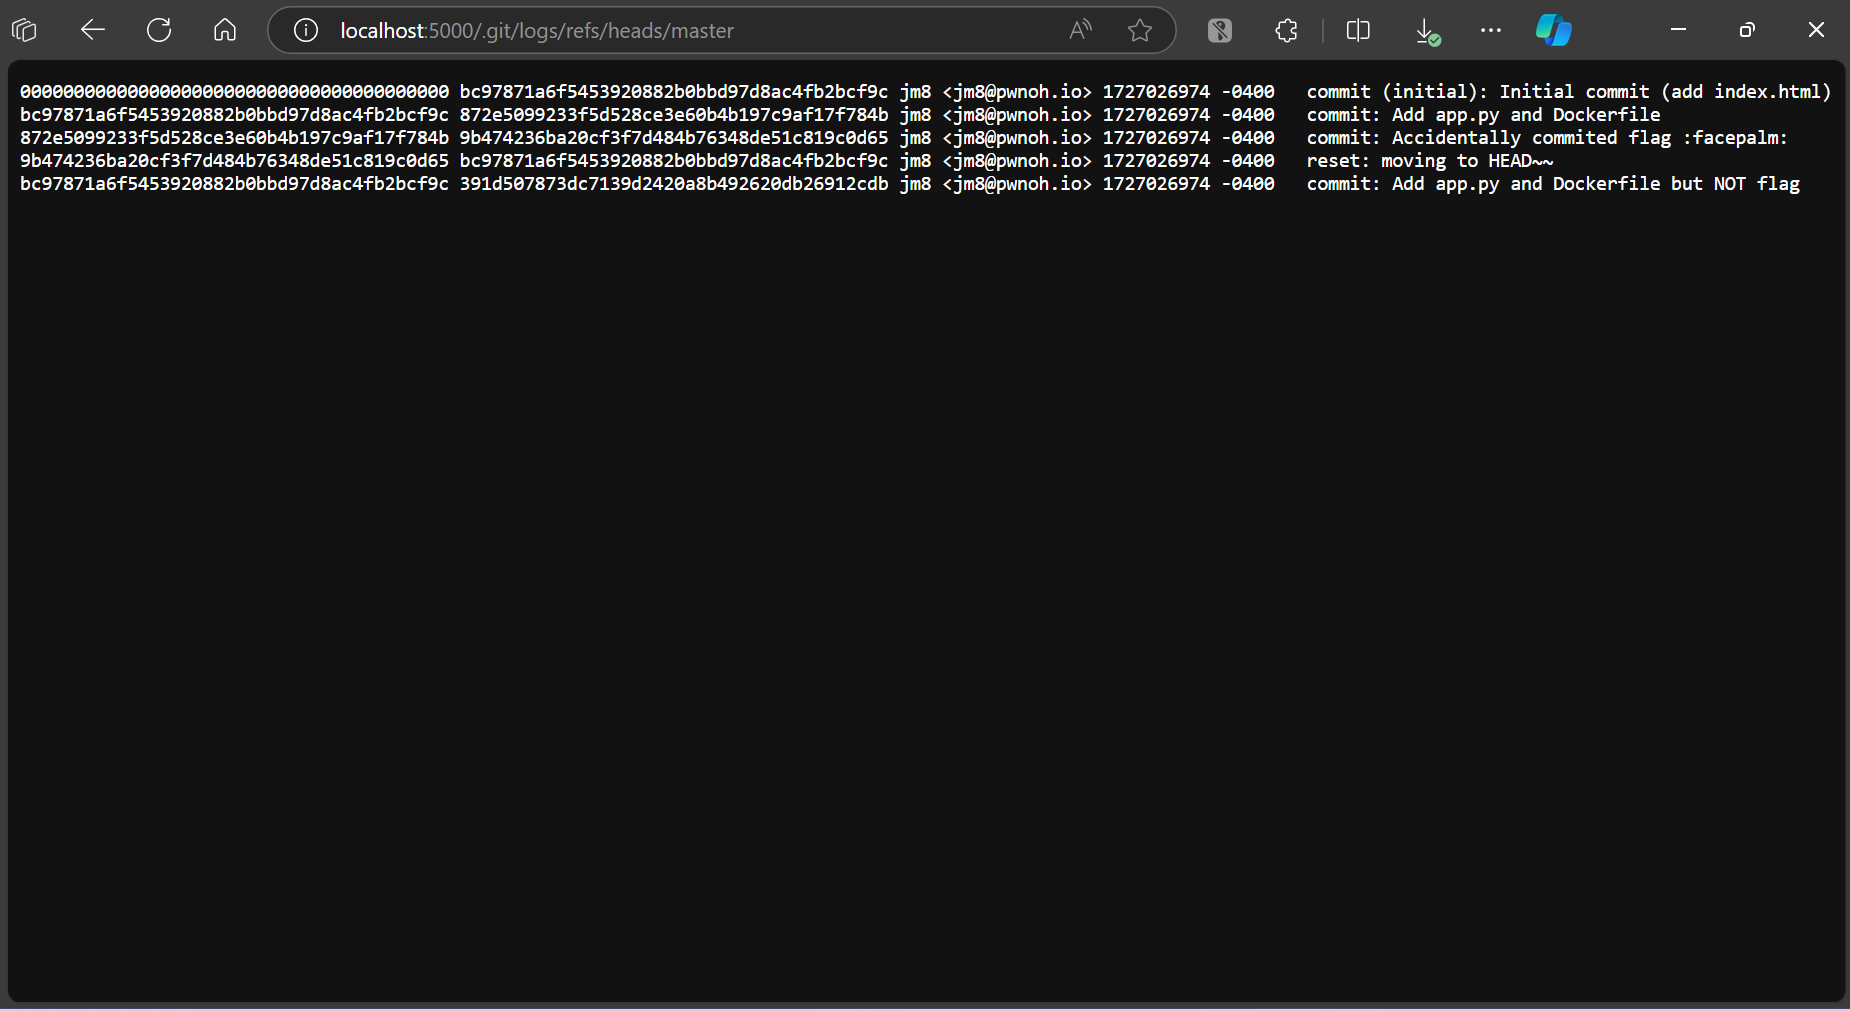 localhost:5000/.git/logs/refs/heads/master
0000000000000000000000000000000000000000 bc97871a6f5453920882b0bbd97d8ac4fb2bcf9c jm8 <jm8@pwnoh.io> 1727026974 -0400 commit (initial): Initial commit (add index.html)
bc97871a6f5453920882b0bbd97d8ac4fb2bcf9c 872e5099233f5d528ce3e60b4b197c9af17f784b jm8 <jm8@pwnoh.io> 1727026974 -0400 commit: Add app.py and Dockerfile
872e5099233f5d528ce3e60b4b197c9af17f784b 9b474236ba20cf3f7d484b76348de51c819c0d65 jm8 <jm8@pwnoh.io> 1727026974 -0400 commit: Accidentally commited flag :facepalm:
9b474236ba20cf3f7d484b76348de51c819c0d65 bc97871a6f5453920882b0bbd97d8ac4fb2bcf9c jm8 <jm8@pwnoh.io> 1727026974 -0400 reset: moving to HEAD~~
bc97871a6f5453920882b0bbd97d8ac4fb2bcf9c 391d507873dc7139d2420a8b492620db26912cdb jm8 <jm8@pwnoh.io> 1727026974 -0400 commit: Add app.py and Dockerfile but NOT flag